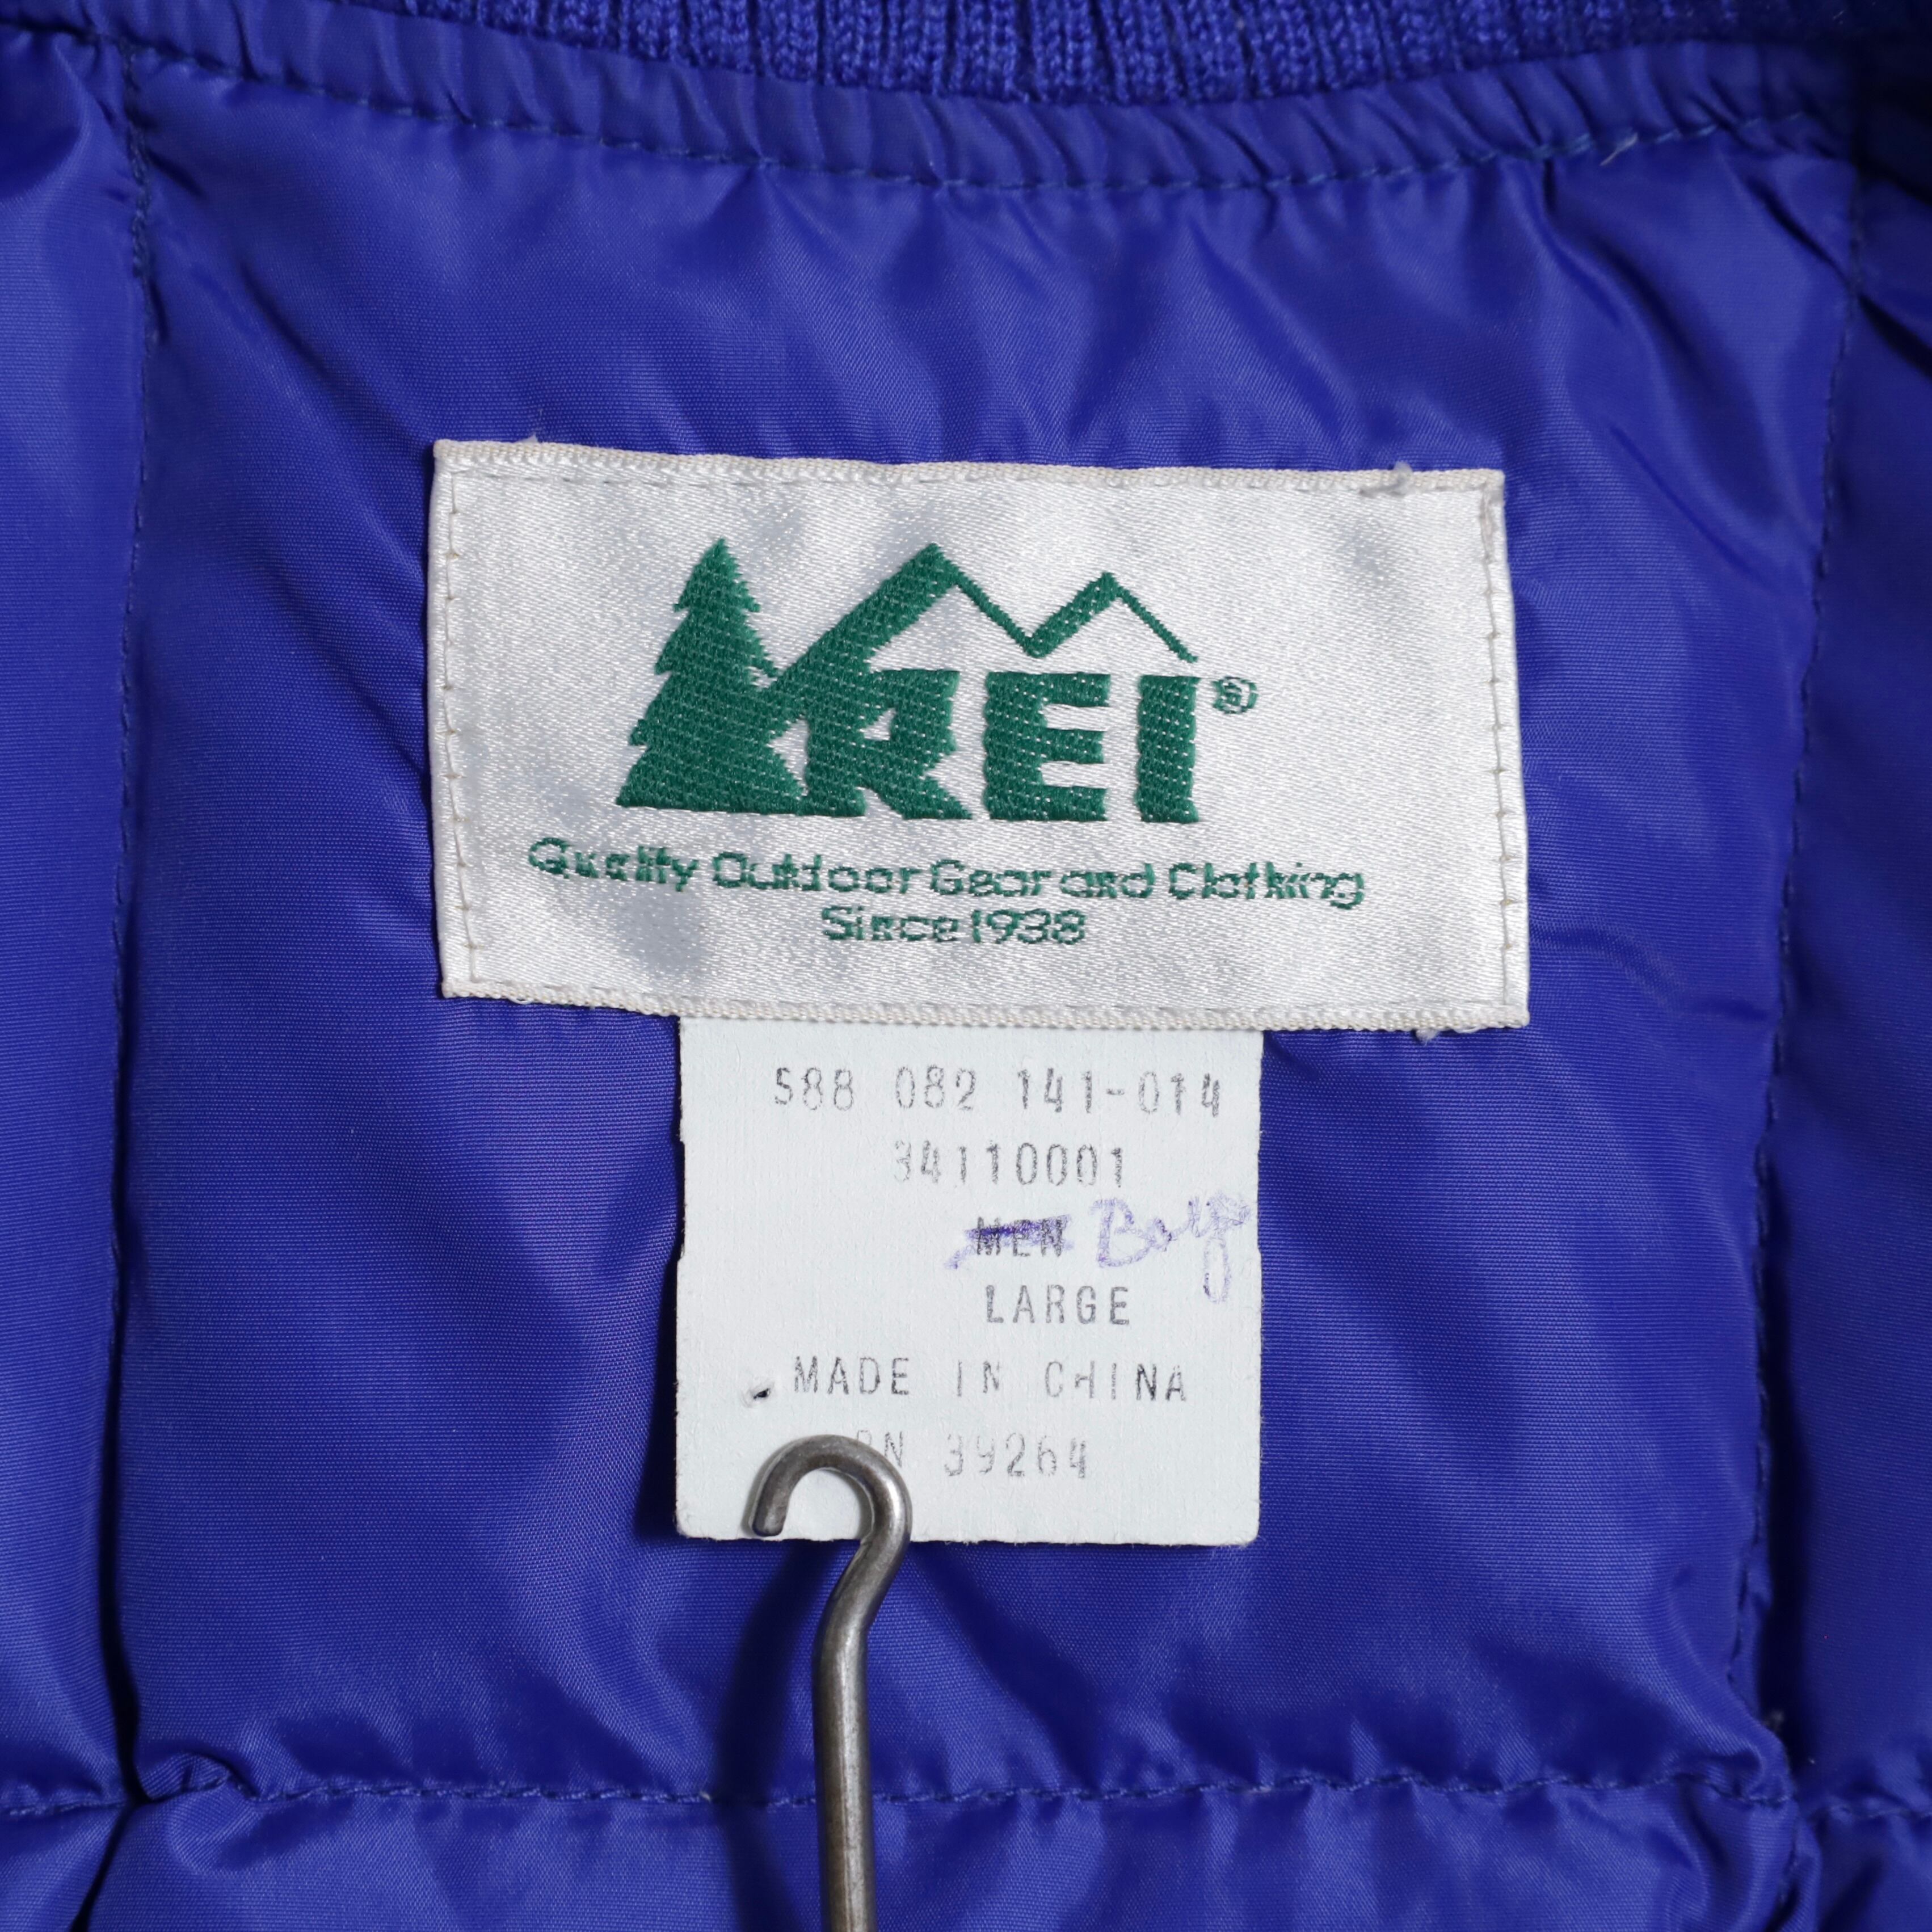 REI®
Quality Outdoor Gear and Clothing
Since 1938
588 082 141-014
34110001
MEN Boys
LARGE
MADE IN CHINA
RN 39264